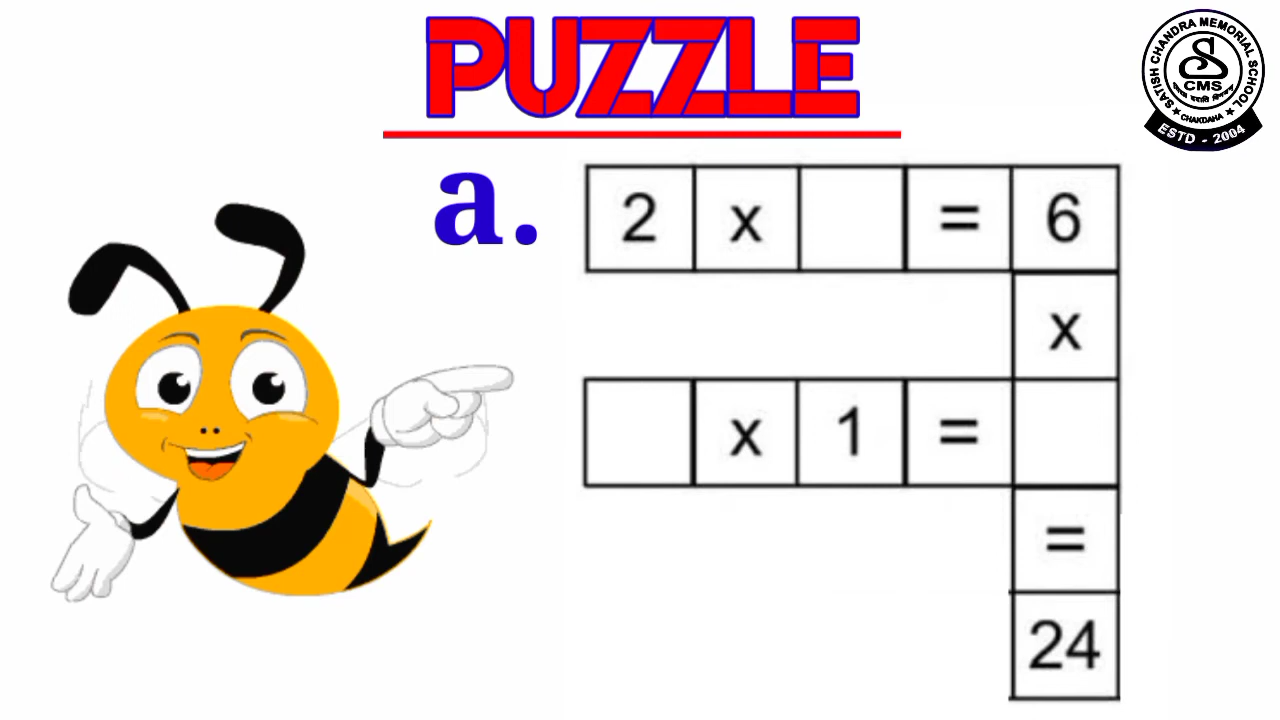 PUZZLE
SATISH CHANDRA MEMORIAL SCHOOL
S
CMS
★ CHAKDAHA ★
ESTD - 2004
a.
2 x = 6
x
x 1 =
=
24